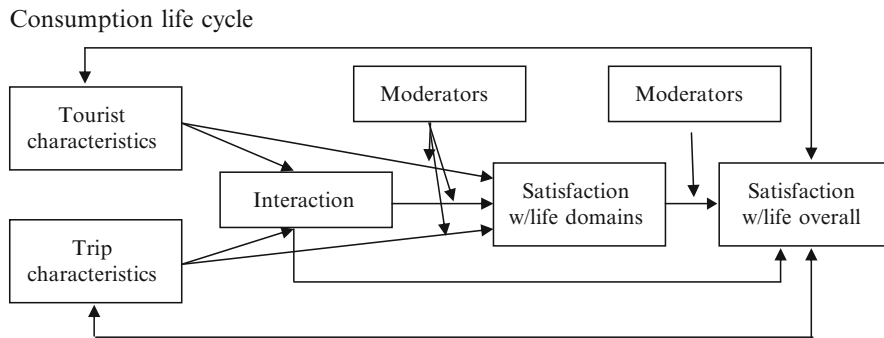 Consumption life cycle
Moderators
Moderators
Tourist
characteristics
Interaction
Satisfaction
w/life domains
Satisfaction
w/life overall
Trip
characteristics